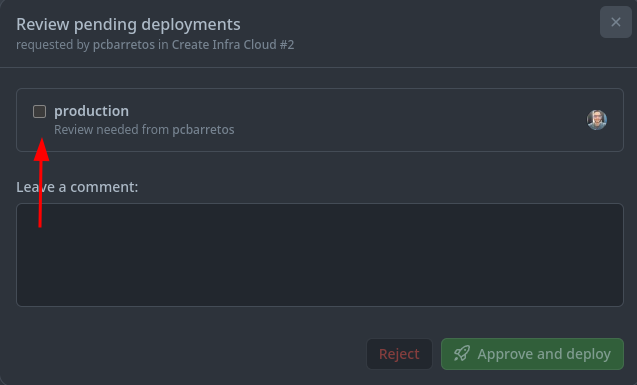 Review pending deployments
requested by pcbarretos in Create Infra Cloud #2
production
Review needed from pcbarretos
Leave a comment:
Reject
Approve and deploy